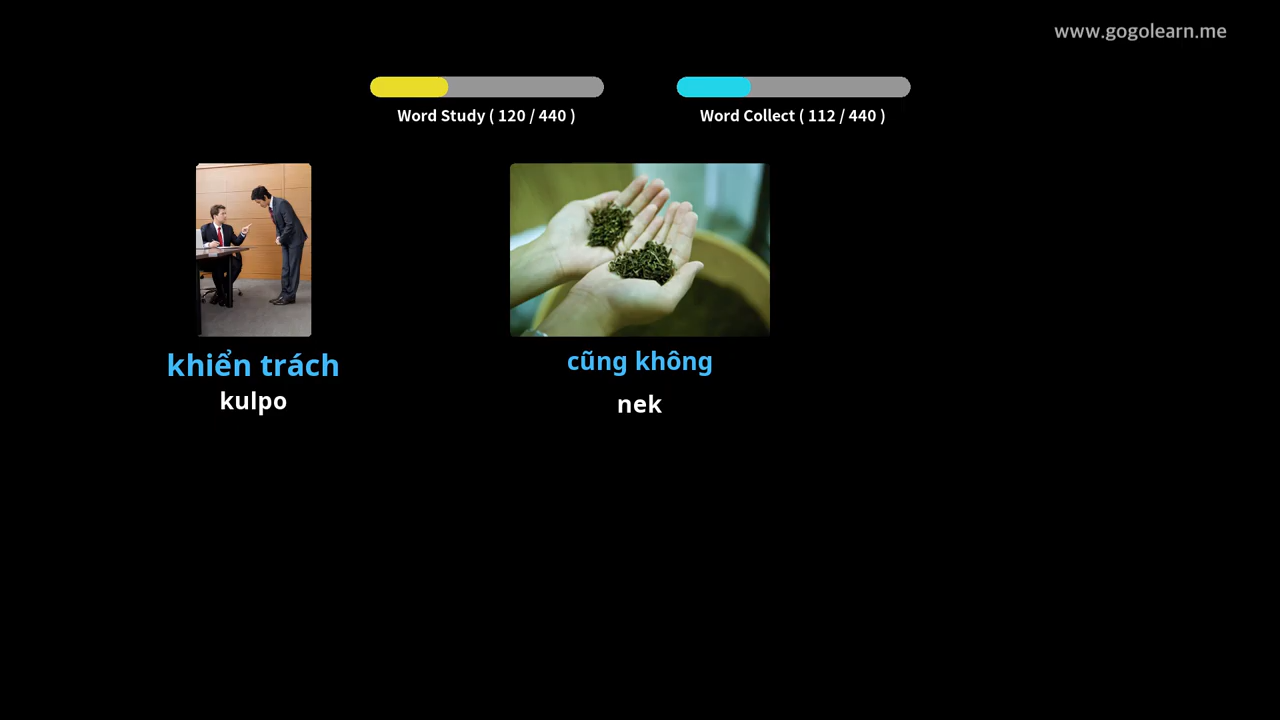 www.gogolearn.me
Word Study ( 120 / 440 )
Word Collect ( 112 / 440 )
khiển trách
kulpo
cũng không
nek